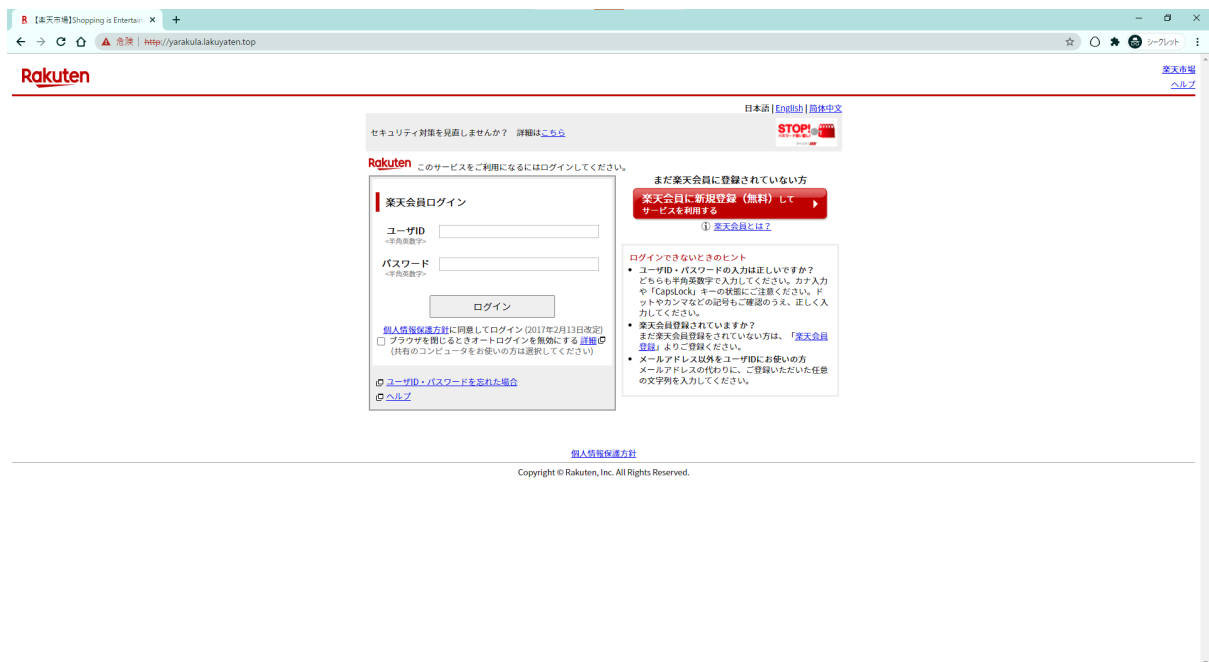 【楽天市場】Shopping is Entertain
危険 | http://yarakula.lakuyaten.top
シークレット
Rakuten
楽天市場
ヘルプ
日本語 | English | 简体中文
セキュリティ対策を見直しませんか? 詳細はこちら
STOP!
Rakuten このサービスをご利用になるにはログインしてください。
楽天会員ログイン
ユーザID
<半角英数字>
パスワード
<半角英数字>
ログイン
個人情報保護方針に同意してログイン (2017年2月13日改定)
ブラウザを閉じるときオートログインを無効にする 詳細
(共有のコンピュータをお使いの方は選択してください)
ユーザID・パスワードを忘れた場合
ヘルプ
まだ楽天会員に登録されていない方
楽天会員に新規登録(無料)して
サービスを利用する
楽天会員とは?
ログインできないときのヒント
• ユーザID・パスワードの入力は正しいですか?
どちらも半角英数字で入力してください。カナ入力
や「CapsLock」キーの状態にご注意ください。ド
ットやカンマなどの記号もご確認のうえ、正しく入
力してください。
• 楽天会員登録されていますか?
まだ楽天会員登録をされていない方は、「楽天会員
登録」よりご登録ください。
• メールアドレス以外をユーザIDにお使いの方
メールアドレスの代わりに、ご登録いただいた任意
の文字列を入力してください。
個人情報保護方針
Copyright © Rakuten, Inc. All Rights Reserved.